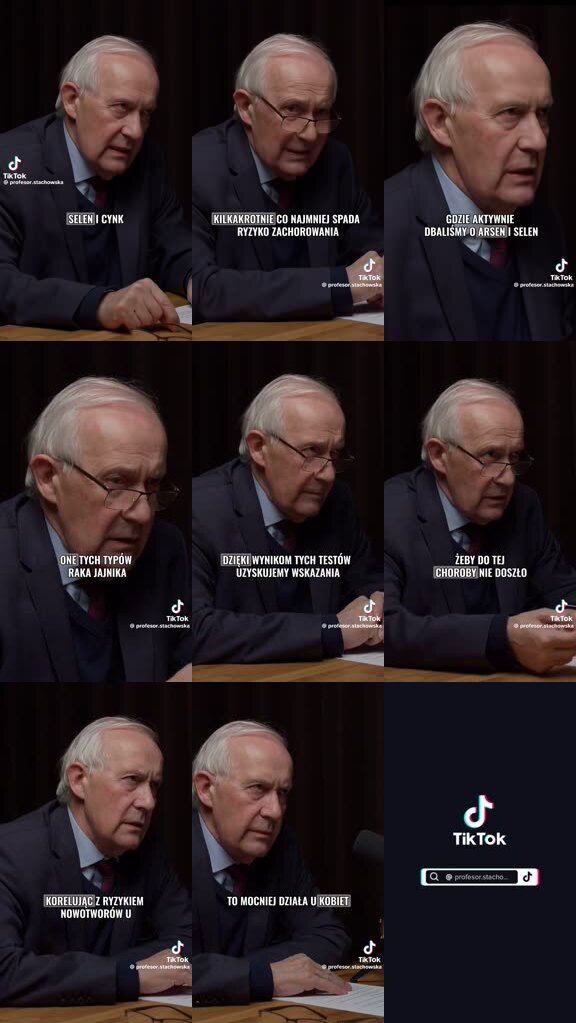 SELEN I CYNK
TikTok
@ profesor.stachowska
KILKAKROTNIE CO NAJMNIEJ SPADA
RYZYKO ZACHOROWANIA
TikTok
@ profesor.stachowska
GDZIE AKTYWNIE
DBALIŚMY O ARSEN I SELEN
TikTok
@ profesor.stachowska
ONE TYCH TYPÓW
RAKA JAJNIKA
TikTok
@ profesor.stachowska
DZIĘKI WYNIKOM TYCH TESTÓW
UZYSKUJEMY WSKAZANIA
TikTok
@ profesor.stachowska
ŻEBY DO TEJ
CHOROBY NIE DOSZŁO
TikTok
@ profesor.stachowska
KORELUJĄC Z RYZYKIEM
NOWOTWORÓW U
TikTok
@ profesor.stachowska
TO MOCNIEJ DZIAŁA U KOBIET
TikTok
@ profesor.stachowska
TikTok
@ profesor.stacho...